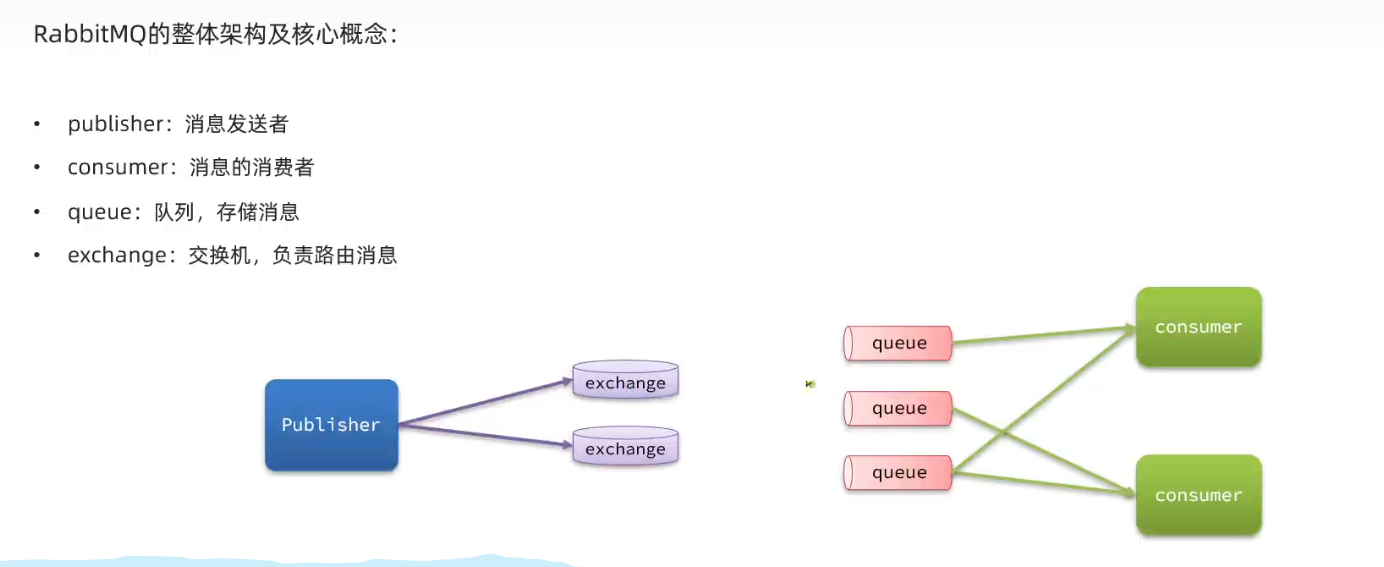 RabbitMQ的整体架构及核心概念：
• publisher：消息发送者
• consumer：消息的消费者
• queue：队列，存储消息
• exchange：交换机，负责路由消息
Publisher
exchange
exchange
queue
queue
queue
consumer
consumer